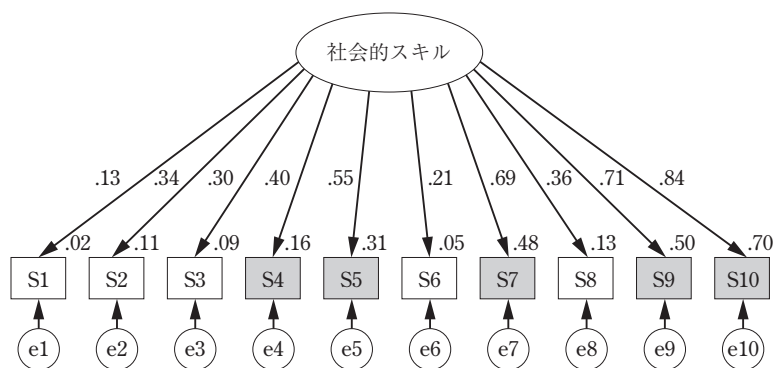 社会的スキル
.13 .34 .30 .40 .55 .21 .69 .36 .71 .84
.02 .11 .09 .16 .31 .05 .48 .13 .50 .70
S1 S2 S3 S4 S5 S6 S7 S8 S9 S10
e1 e2 e3 e4 e5 e6 e7 e8 e9 e10